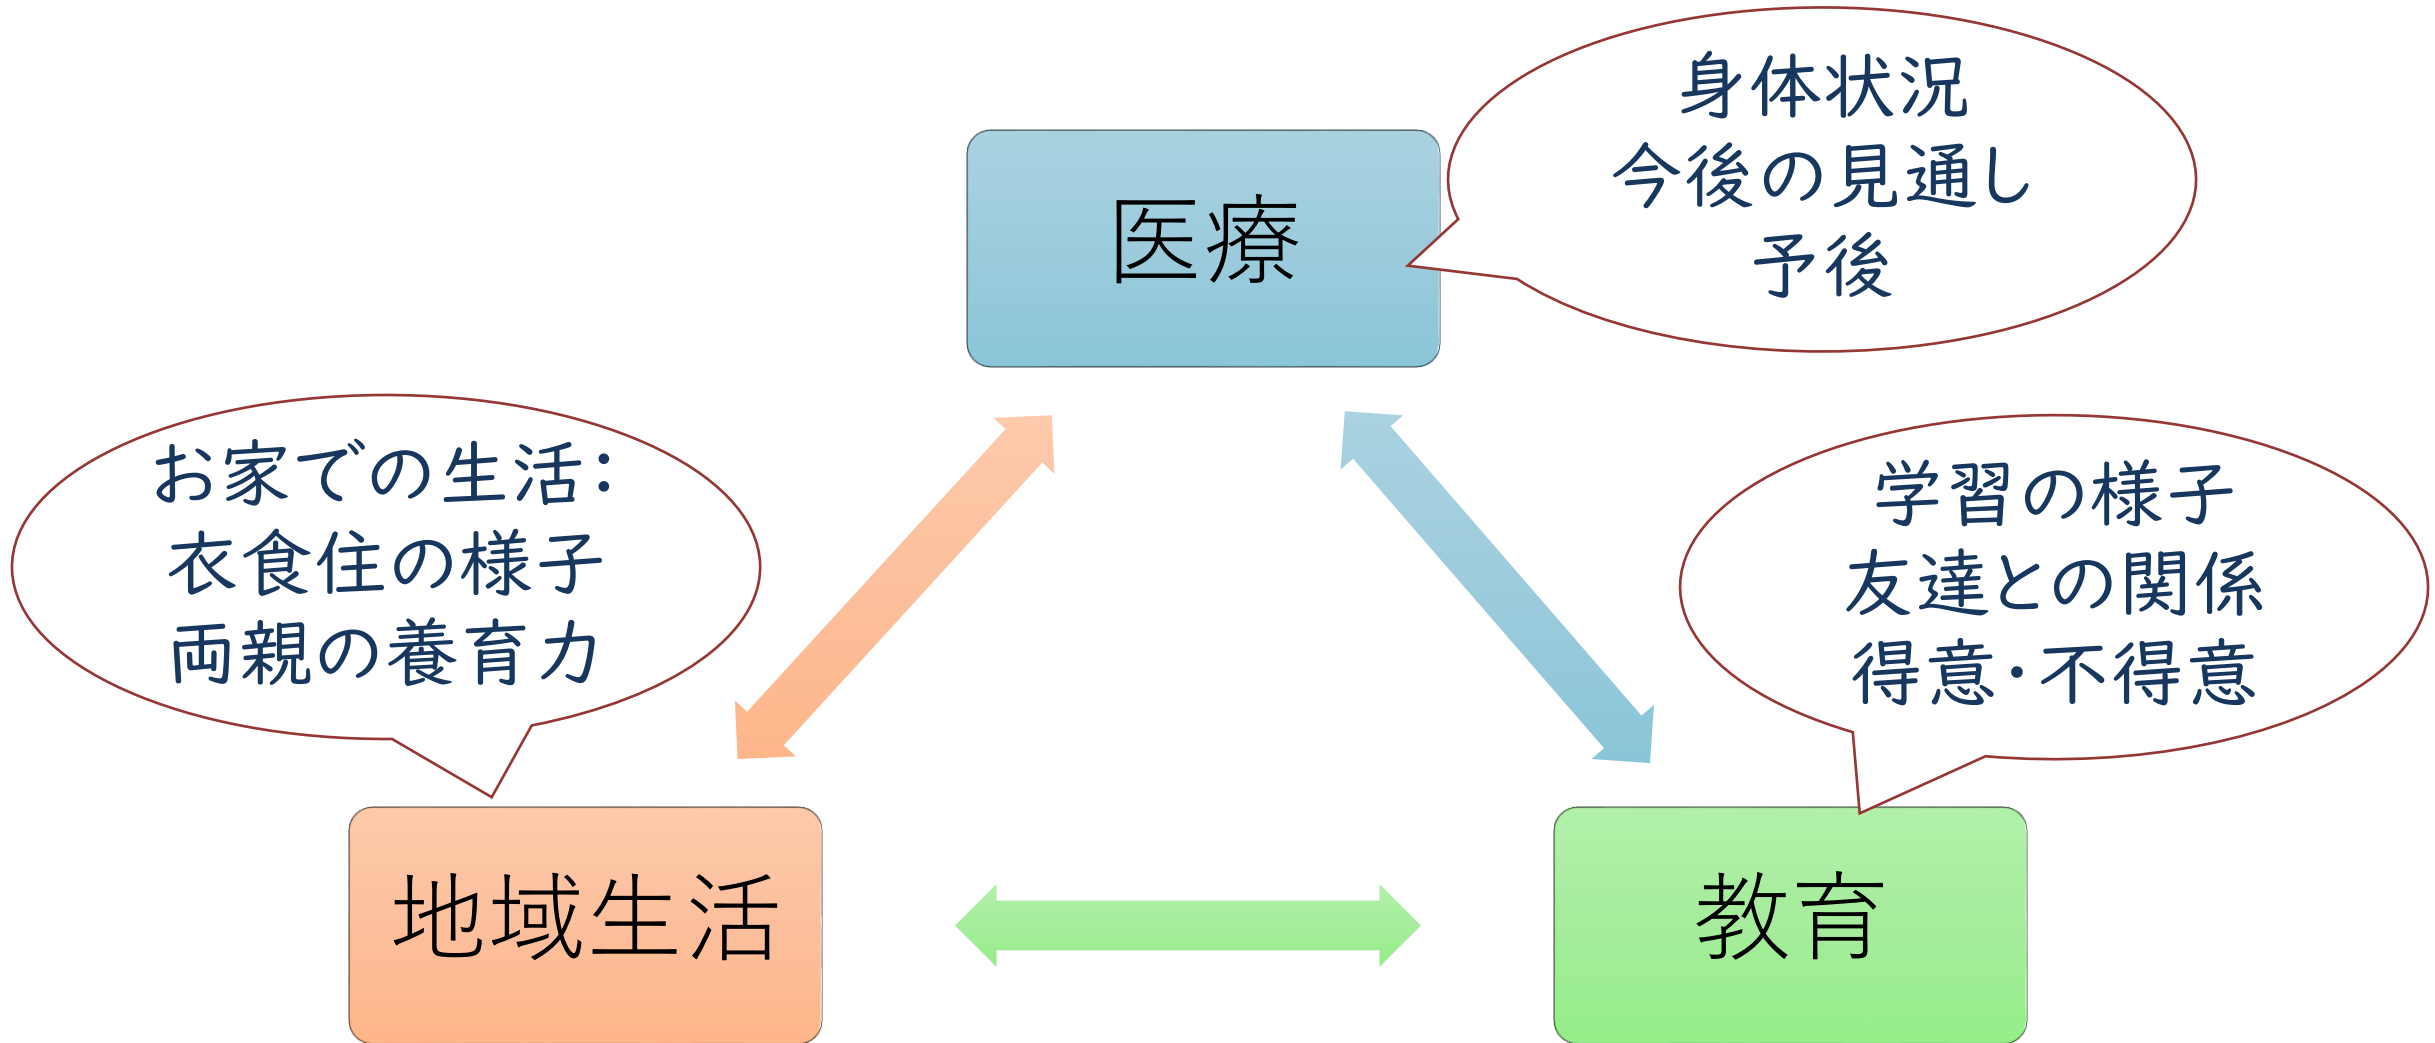 医療
身体状況
今後の見通し
予後
お家での生活：
衣食住の様子
両親の養育力
学習の様子
友達との関係
得意・不得意
地域生活
教育